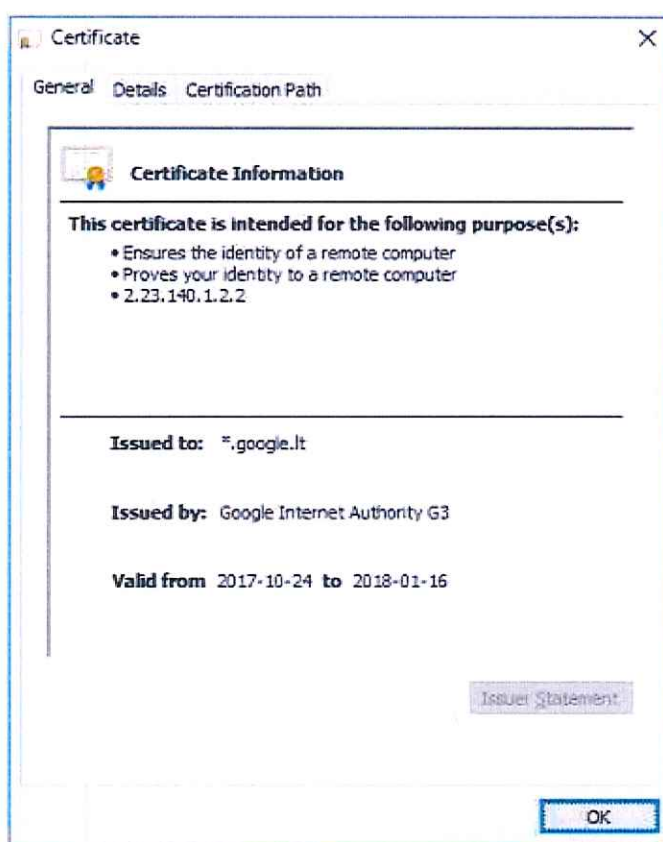 Certificate
General Details Certification Path
Certificate Information
This certificate is intended for the following purpose(s):
• Ensures the identity of a remote computer
• Proves your identity to a remote computer
• 2.23.140.1.2.2
Issued to: *.google.lt
Issued by: Google Internet Authority G3
Valid from 2017-10-24 to 2018-01-16
Issuer Statement
OK